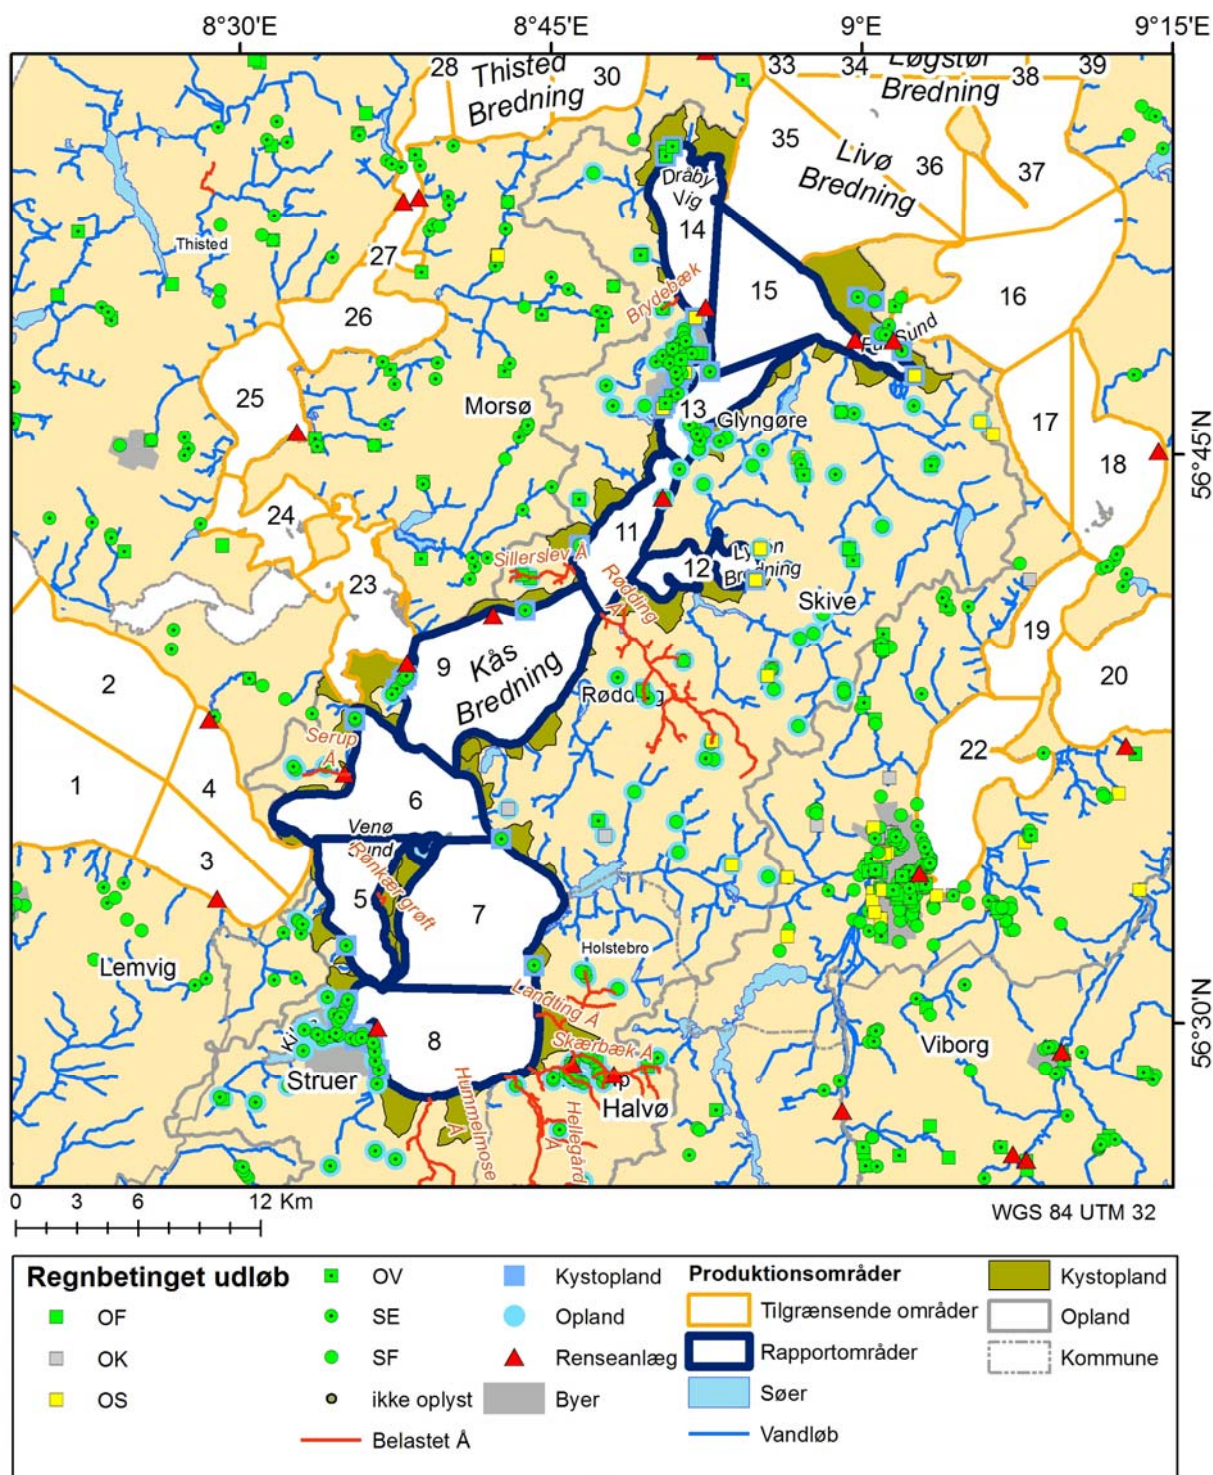 8°30'E 8°45'E 9°E 9°15'E
28 Thisted
Bredning 30
33 34 Løgstør
Bredning 38 39
35 Livø
Bredning 36 37
Dråby
Vig
14
Thisted
27
26
15
16
Brydebæk
Sund
25
Morsø
13
Glyngøre
17
18
56°45'N
24
11
Sillerslev Å
12
Bredning
Rødding
Å
Skive
23
19
20
2
9
Kås
Bredning
Serup
Å
22
1
4
6
Venø
3
Rønkær grøft
5
7
Holstebro
Lemvig
Landting Å
8
Skærbæk Å
Viborg
56°30'N
Struer
Hummelmose
Å
Hellegård
Å
Halvø
0 3 6 12 Km
WGS 84 UTM 32
Regnbetinget udløb
OF
OK
OS
OV
SE
SF
ikke oplyst
Belastet Å
Kystopland
Opland
Renseanlæg
Byer
Produktionsområder
Tilgrænsende områder
Rapportområder
Søer
Vandløb
Kystopland
Opland
Kommune